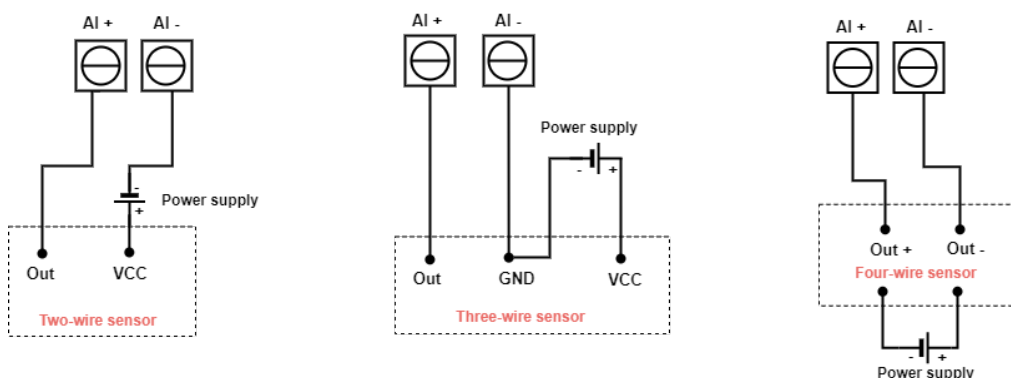 AI + AI -
-
+
Power supply
Out
VCC
Two-wire sensor
AI + AI -
Power supply
- +
Out
GND
VCC
Three-wire sensor
AI + AI -
Out + Out -
Four-wire sensor
- +
Power supply